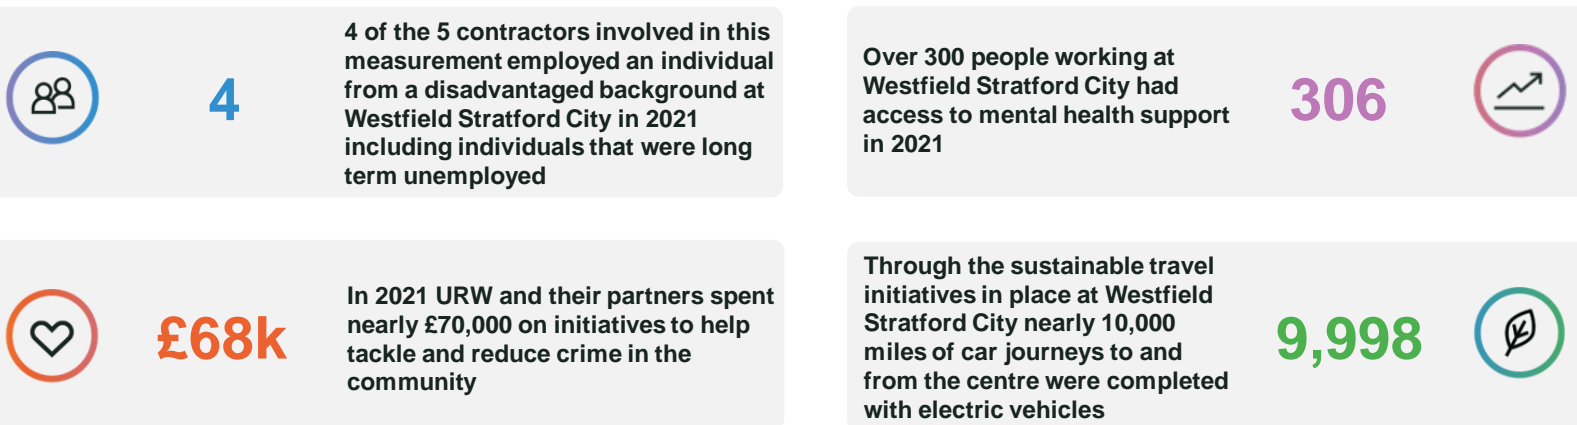 4
4 of the 5 contractors involved in this
measurement employed an individual
from a disadvantaged background at
Westfield Stratford City in 2021
including individuals that were long
term unemployed
Over 300 people working at
Westfield Stratford City had
access to mental health support
in 2021
306
£68k
In 2021 URW and their partners spent
nearly £70,000 on initiatives to help
tackle and reduce crime in the
community
Through the sustainable travel
initiatives in place at Westfield
Stratford City nearly 10,000
miles of car journeys to and
from the centre were completed
with electric vehicles
9,998